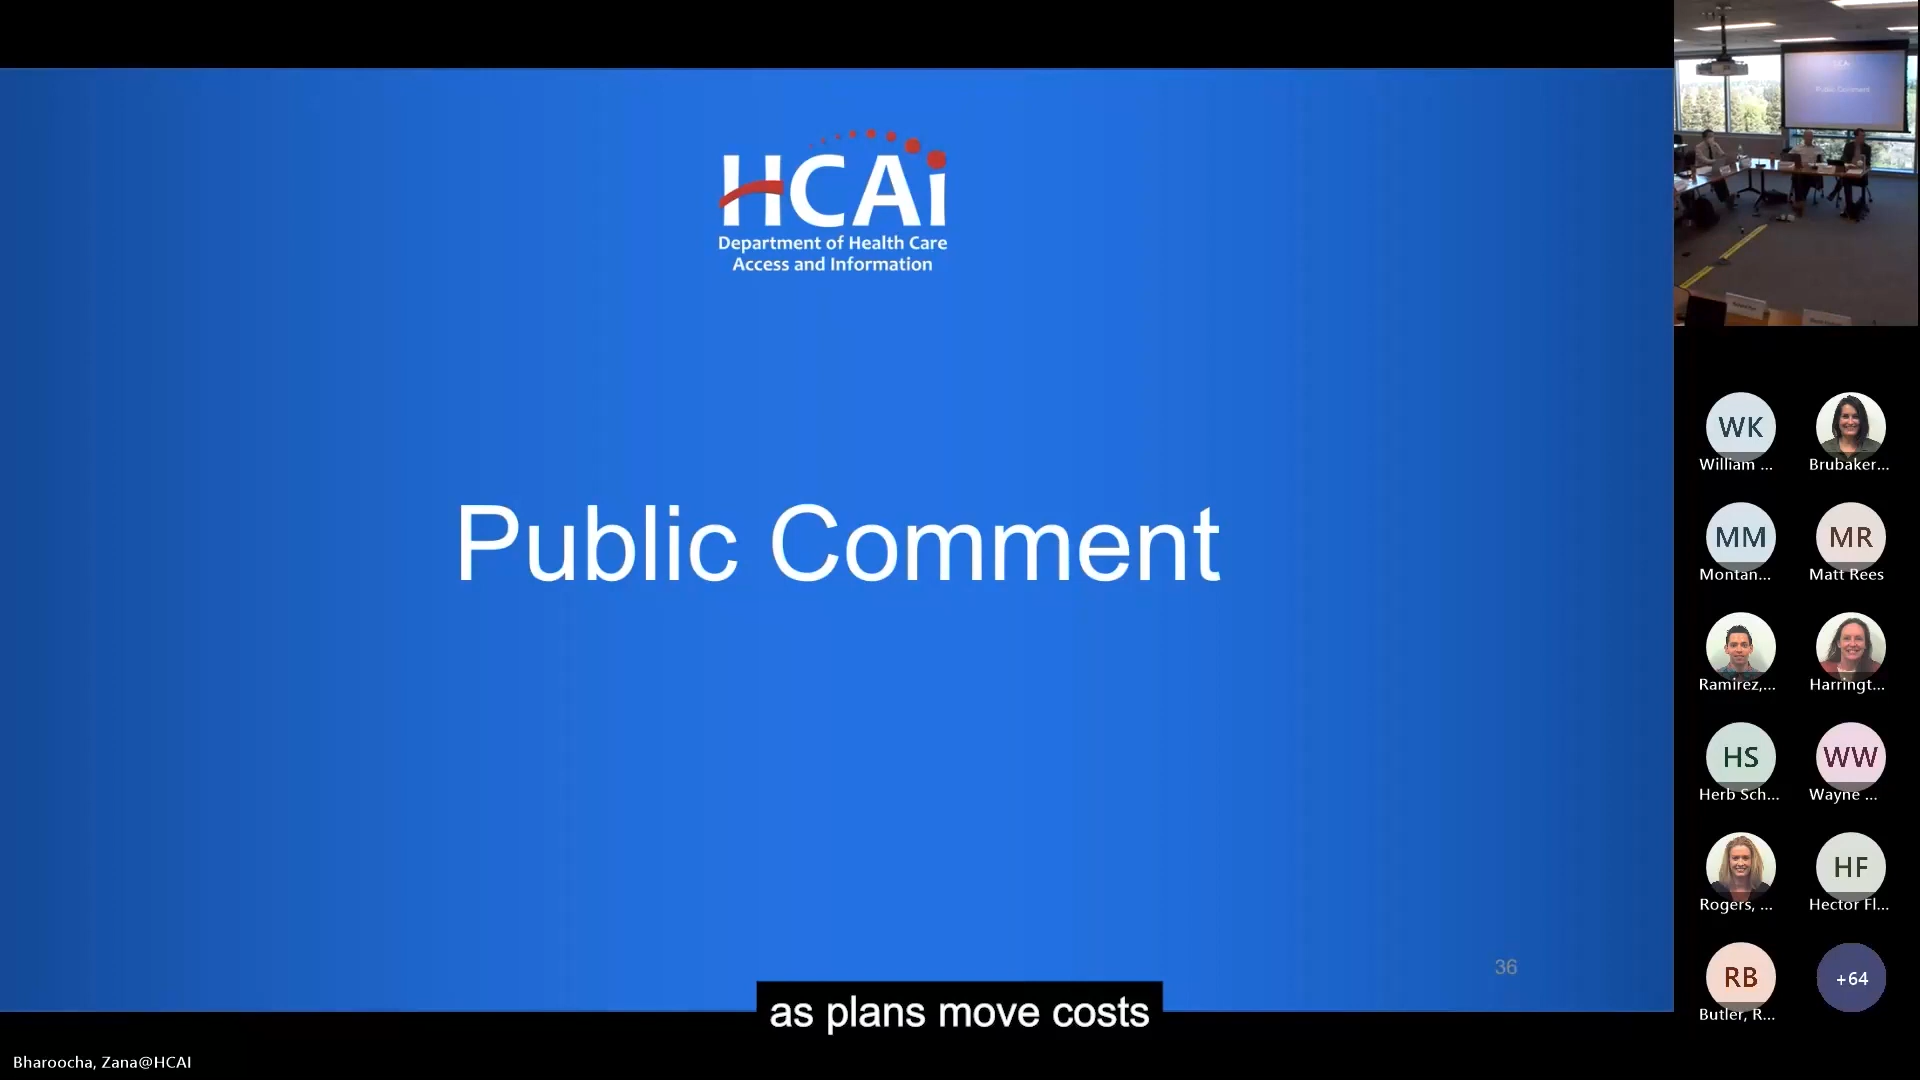 HCAi
Department of Health Care
Access and Information
Public Comment
36
as plans move costs
Bharoocha, Zana@HCAI
Public Comment
WK
William ...
Brubaker...
MM
Montan...
MR
Matt Rees
Ramirez,...
Harringt...
HS
Herb Sch...
WW
Wayne ...
Rogers, ...
HF
Hector Fl...
RB
Butler, R...
+64